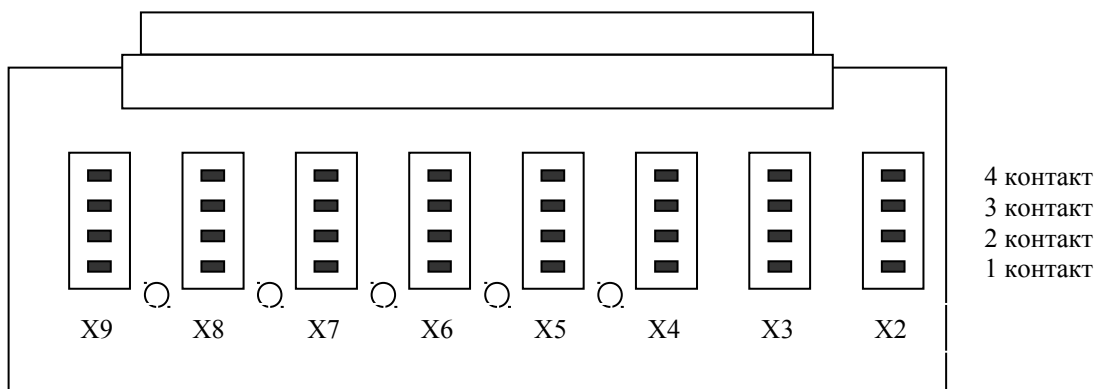 4 контакт
3 контакт
2 контакт
1 контакт
X9 X8 X7 X6 X5 X4 X3 X2